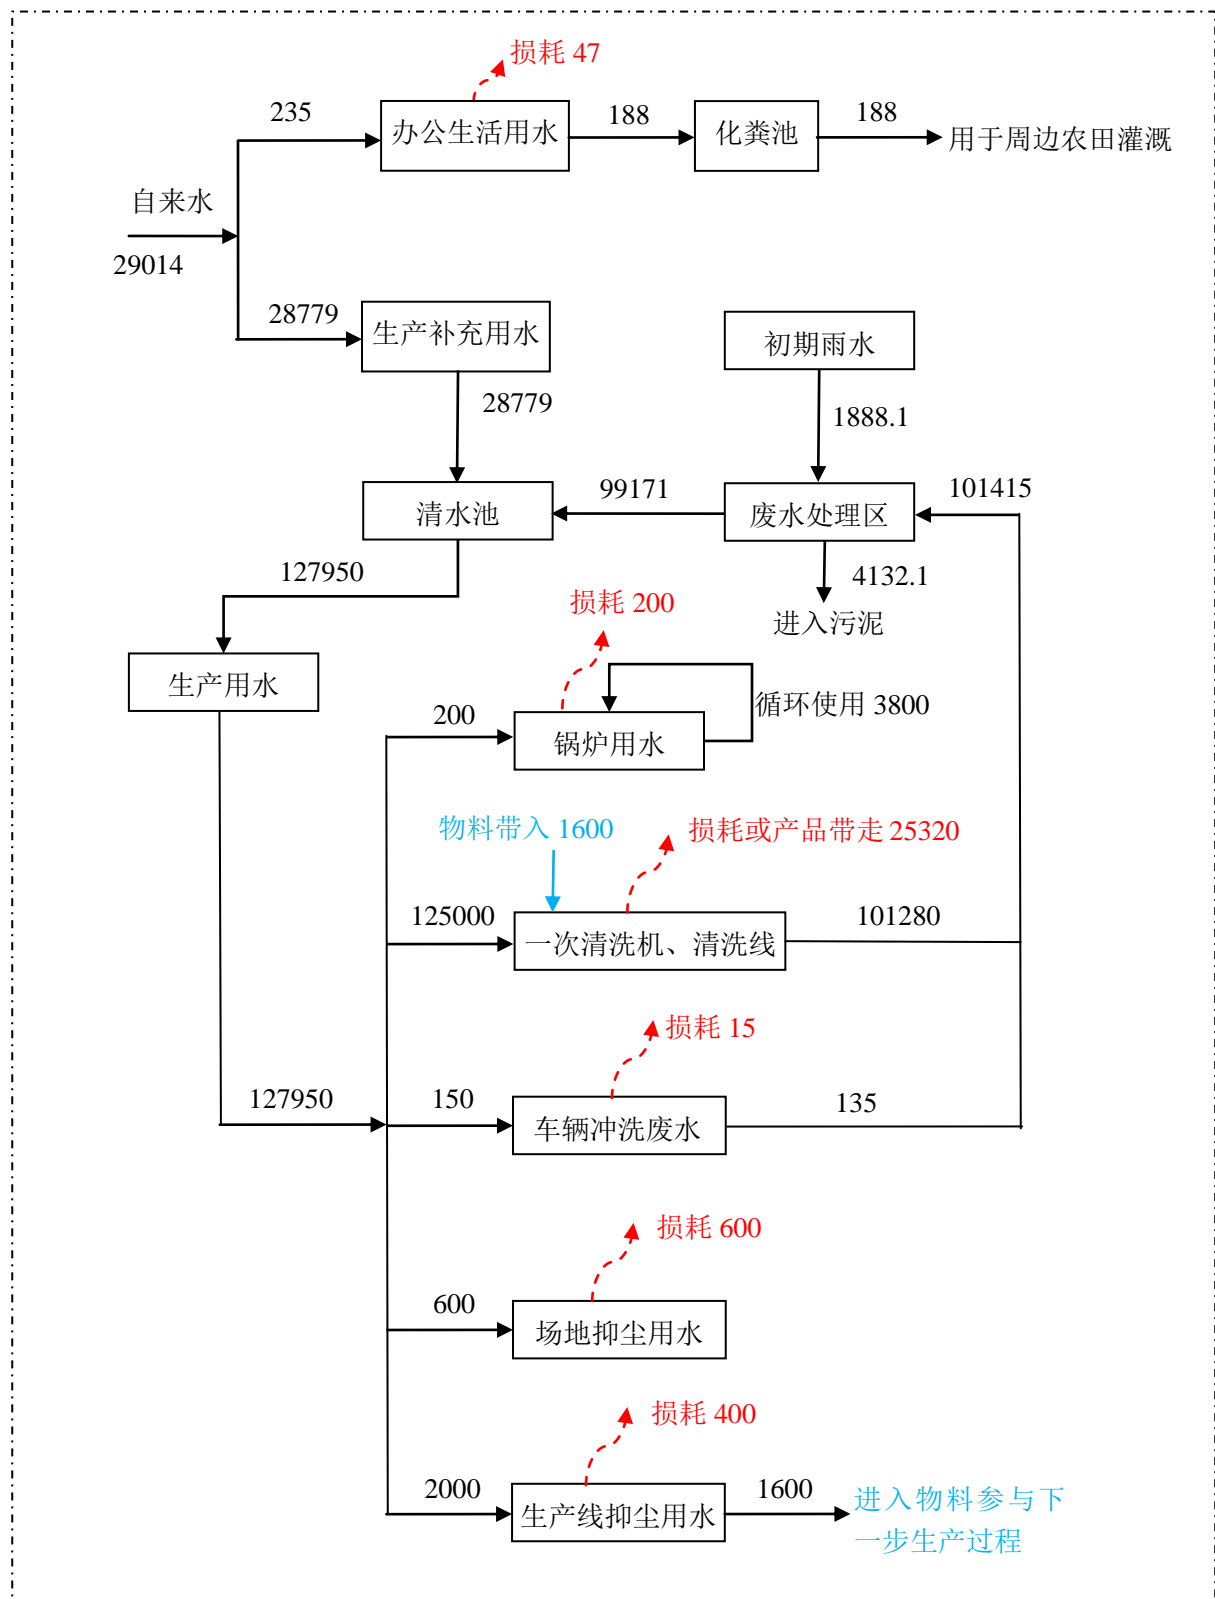 损耗 47
235
办公生活用水
188
化粪池
188
用于周边农田灌溉
自来水
29014
28779
生产补充用水
初期雨水
28779
1888.1
清水池
99171
废水处理区
101415
127950
4132.1
进入污泥
生产用水
损耗 200
200
锅炉用水
循环使用 3800
物料带入 1600
损耗或产品带走 25320
125000
一次清洗机、清洗线
101280
损耗 15
127950
150
车辆冲洗废水
135
损耗 600
600
场地抑尘用水
损耗 400
2000
生产线抑尘用水
1600
进入物料参与下
一步生产过程